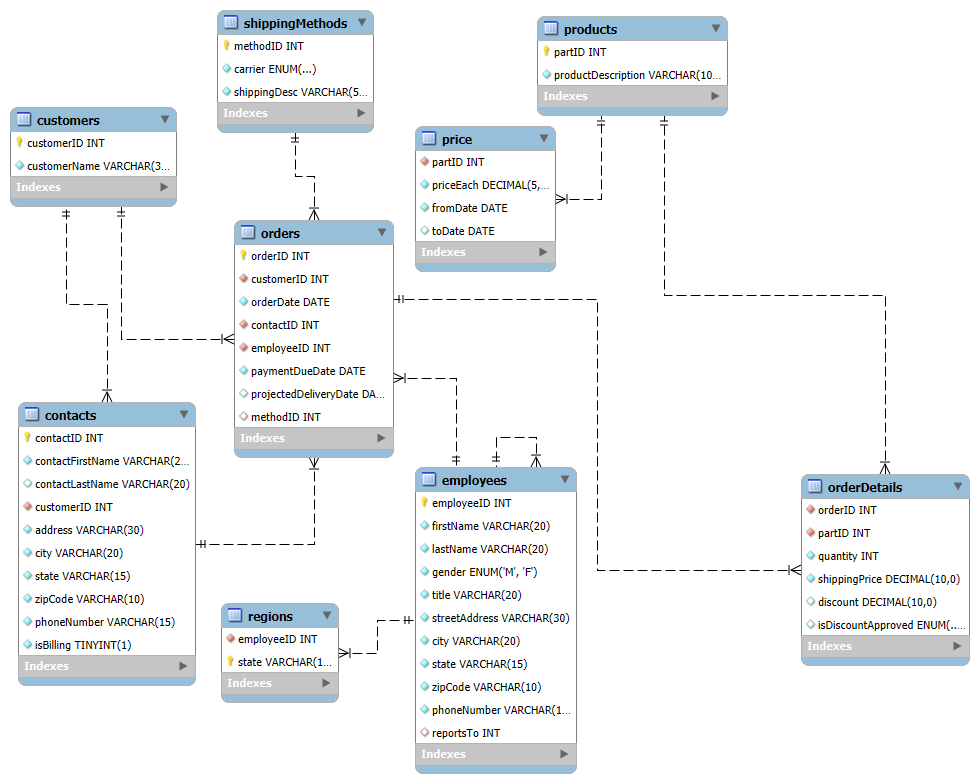 shippingMethods
methodID INT
carrier ENUM(...)
shippingDesc VARCHAR(5...
Indexes
products
partID INT
productDescription VARCHAR(10...
Indexes
customers
customerID INT
customerName VARCHAR(3...
Indexes
price
partID INT
priceEach DECIMAL(5,...
fromDate DATE
toDate DATE
Indexes
orders
orderID INT
customerID INT
orderDate DATE
contactID INT
employeeID INT
paymentDueDate DATE
projectedDeliveryDate DA...
methodID INT
Indexes
contacts
contactID INT
contactFirstName VARCHAR(2...
contactLastName VARCHAR(20)
customerID INT
address VARCHAR(30)
city VARCHAR(20)
state VARCHAR(15)
zipCode VARCHAR(10)
phoneNumber VARCHAR(15)
isBilling TINYINT(1)
Indexes
employees
employeeID INT
firstName VARCHAR(20)
lastName VARCHAR(20)
gender ENUM('M', 'F')
title VARCHAR(20)
streetAddress VARCHAR(30)
city VARCHAR(20)
state VARCHAR(15)
zipCode VARCHAR(10)
phoneNumber VARCHAR(1...
reportsTo INT
Indexes
orderDetails
orderID INT
partID INT
quantity INT
shippingPrice DECIMAL(10,0)
discount DECIMAL(10,0)
isDiscountApproved ENUM(...
Indexes
regions
employeeID INT
state VARCHAR(1...
Indexes